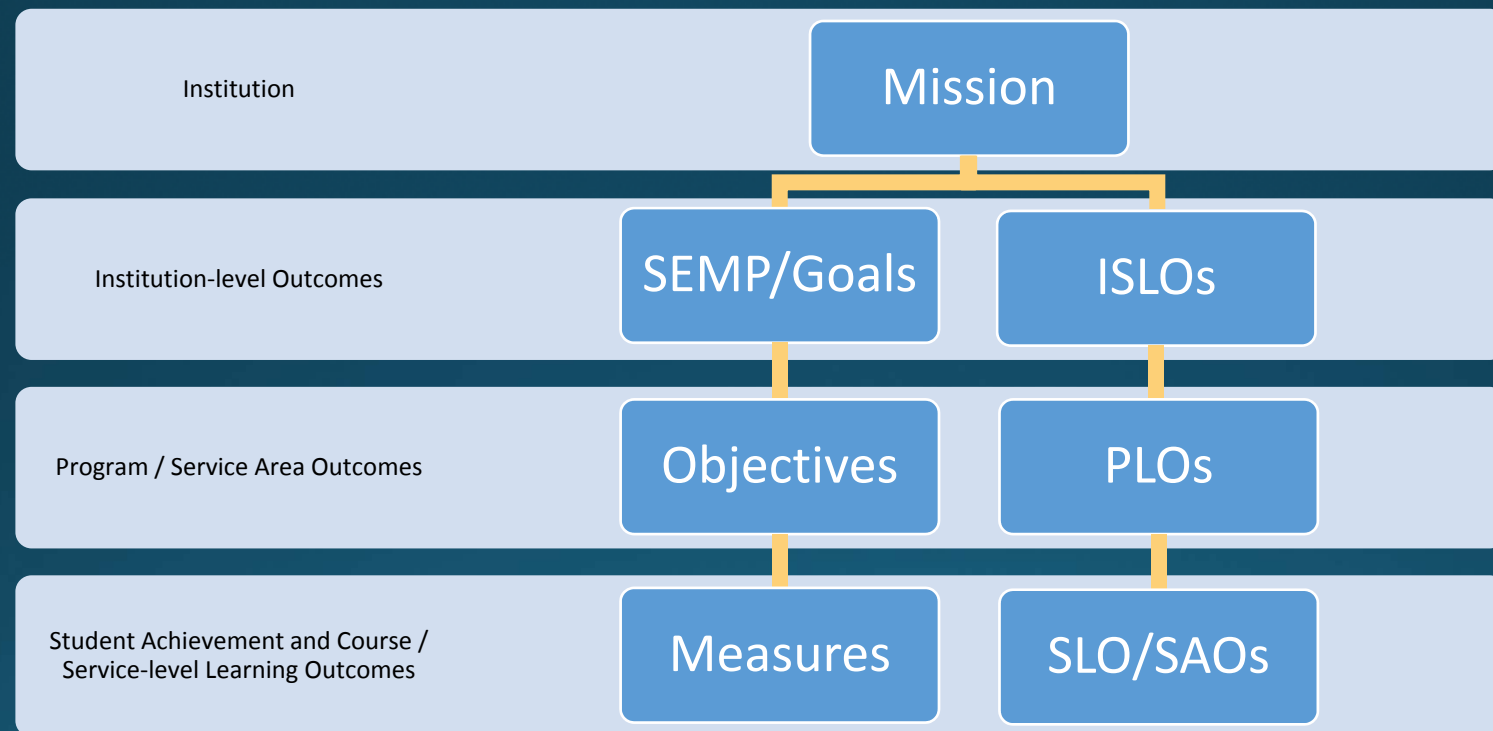 Institution
Mission
Institution-level Outcomes
SEMP/Goals
ISLOs
Program / Service Area Outcomes
Objectives
PLOs
Student Achievement and Course /
Service-level Learning Outcomes
Measures
SLO/SAOs